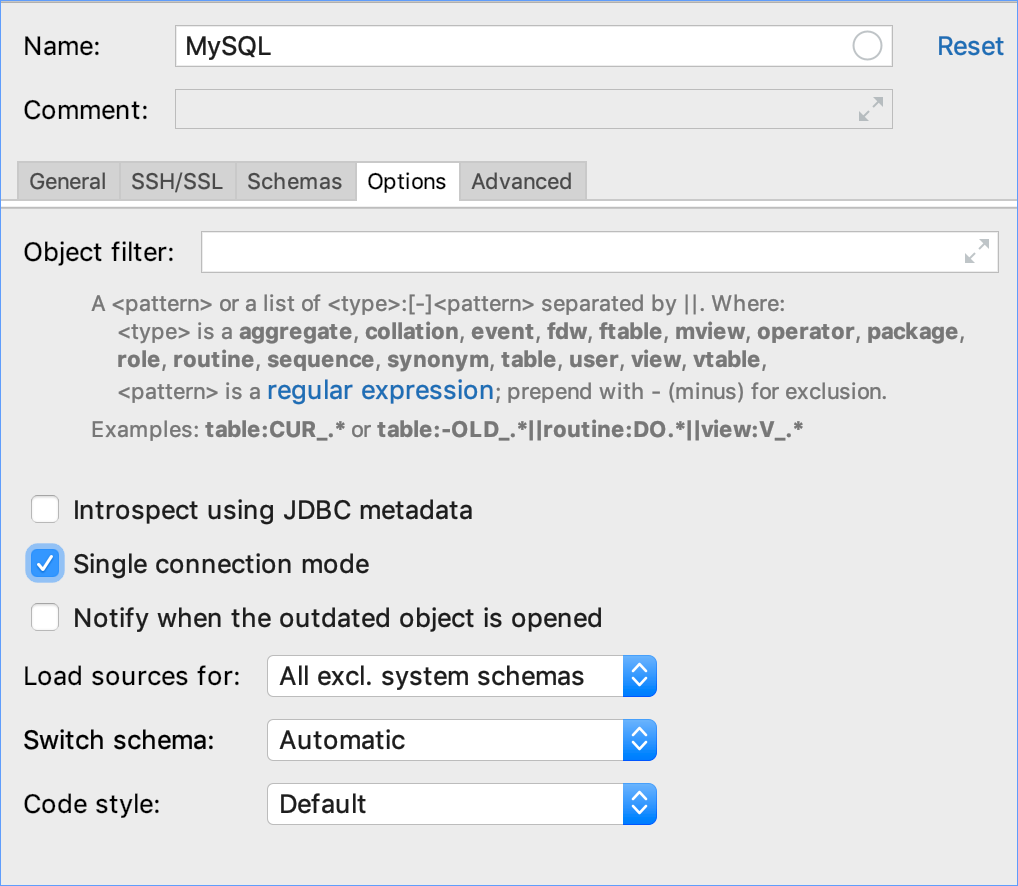 Name: MySQL Reset
Comment:
General SSH/SSL Schemas Options Advanced
Object filter:
A <pattern> or a list of <type>:[-]<pattern> separated by ||. Where:
<type> is a aggregate, collation, event, fdw, ftable, mview, operator, package,
role, routine, sequence, synonym, table, user, view, vtable,
<pattern> is a regular expression; prepend with - (minus) for exclusion.
Examples: table:CUR_.* or table:-OLD_.*||routine:DO.*||view:V_.*
Introspect using JDBC metadata
Single connection mode
Notify when the outdated object is opened
Load sources for: All excl. system schemas
Switch schema: Automatic
Code style: Default